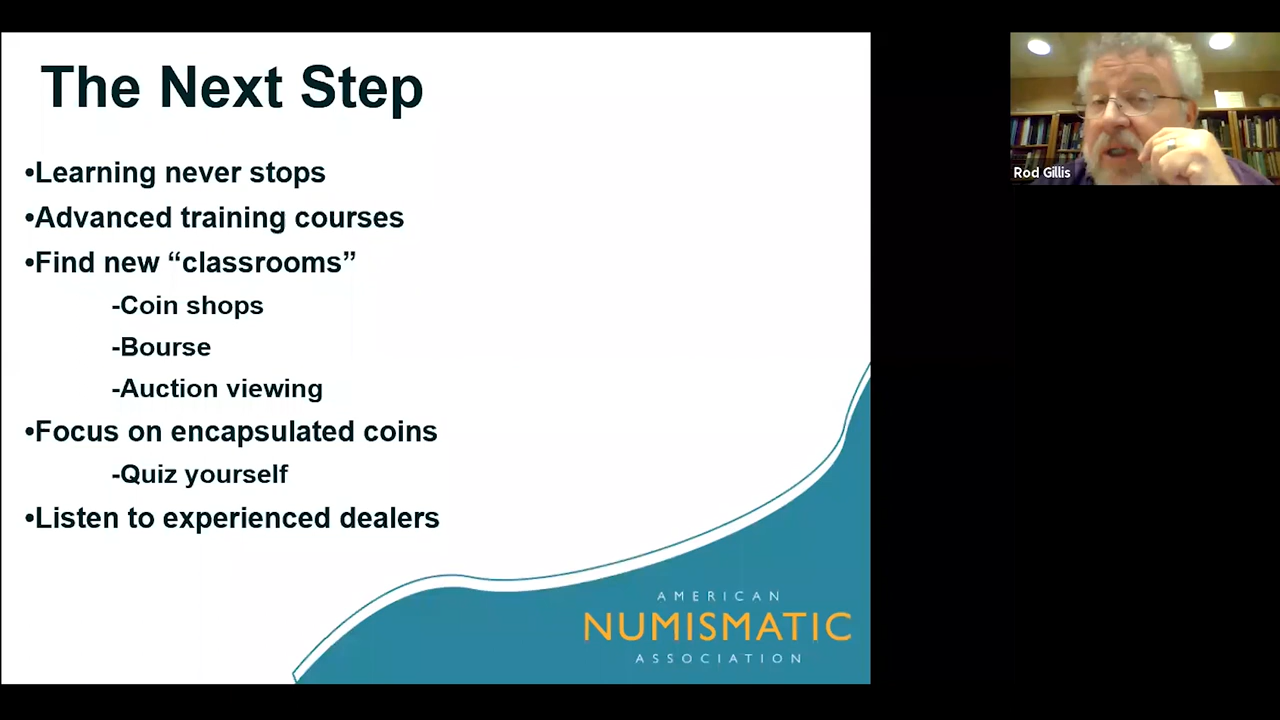 The Next Step
•Learning never stops
•Advanced training courses
•Find new “classrooms”
-Coin shops
-Bourse
-Auction viewing
•Focus on encapsulated coins
-Quiz yourself
•Listen to experienced dealers
AMERICAN
NUMISMATIC
ASSOCIATION
Rod Gillis